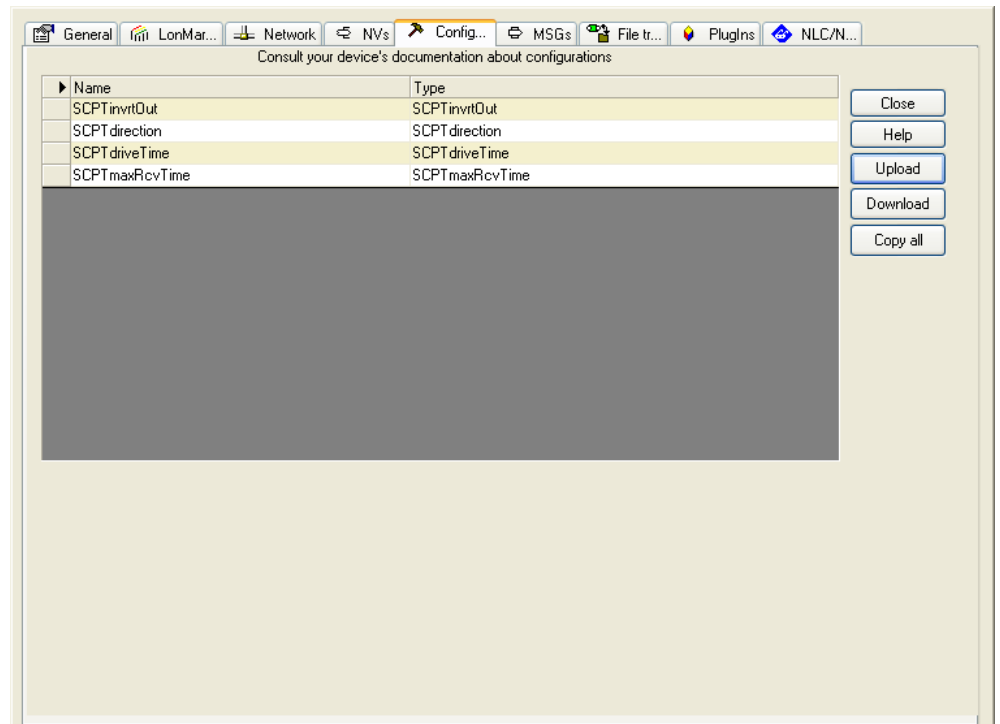 General LonMar... Network NVs Config... MSGs File tr... PlugIns NLC/N...
Consult your device's documentation about configurations
Name Type
SCPTinvrtOut SCPTinvrtOut
SCPTdirection SCPTdirection
SCPTdriveTime SCPTdriveTime
SCPTmaxRcvTime SCPTmaxRcvTime
Close
Help
Upload
Download
Copy all